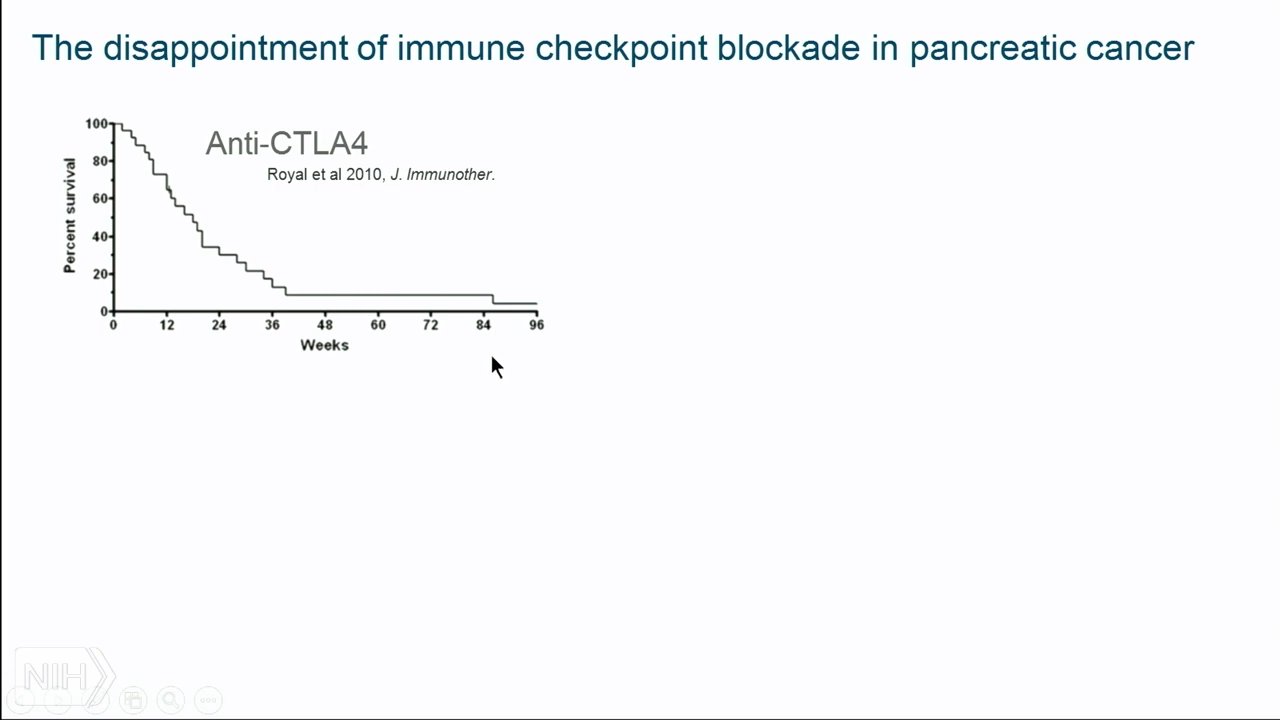 The disappointment of immune checkpoint blockade in pancreatic cancer
Anti-CTLA4
Royal et al 2010, J. Immunother.
Percent survival
100
80
60
40
20
0
0 12 24 36 48 60 72 84 96
Weeks
NIH